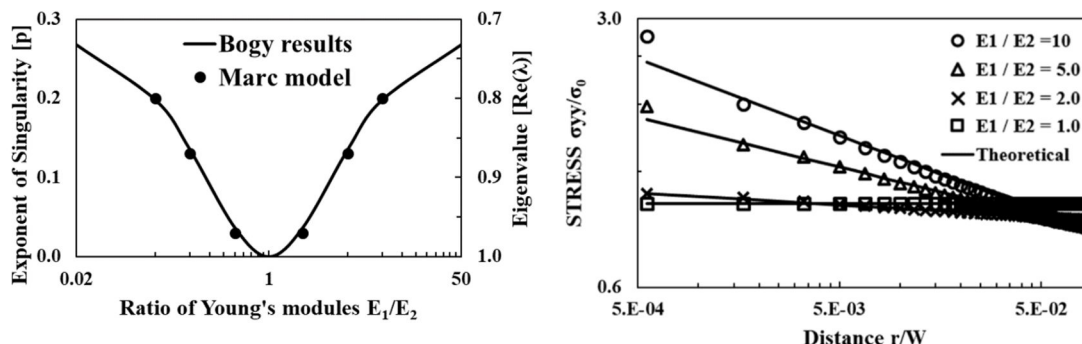 0.3
0.2
0.1
0.0
Exponent of Singularity [p]
Bogy results
Marc model
0.7
0.8
0.9
1.0
Eigenvalue [Re(λ)]
0.02
1
50
Ratio of Young's modules E1/E2
3.0
0.6
STRESS σyy/σ0
E1 / E2 =10
E1 / E2 = 5.0
E1 / E2 = 2.0
E1 / E2 = 1.0
Theoretical
5.E-04
5.E-03
5.E-02
Distance r/W